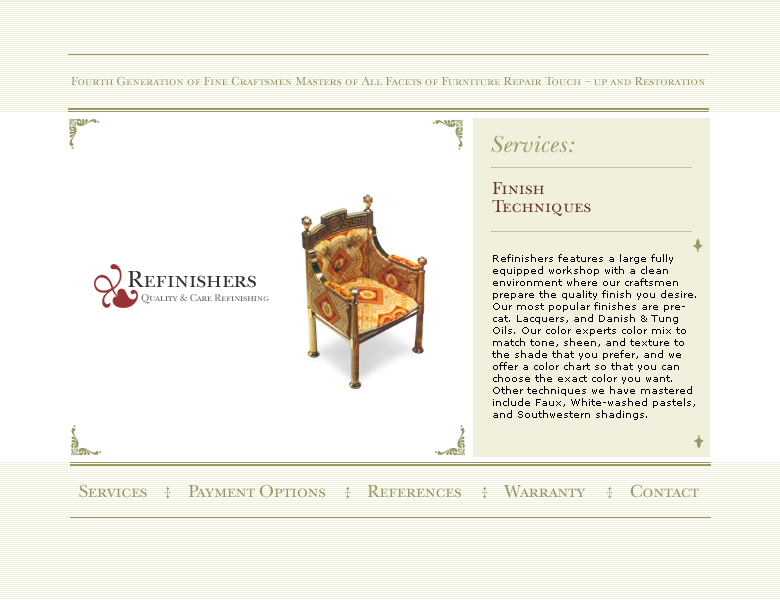 Fourth Generation of Fine Craftsmen Masters of All Facets of Furniture Repair Touch – up and Restoration
Refinishers
Quality & Care Refinishing
Services:
Finish
Techniques
Refinishers features a large fully
equipped workshop with a clean
environment where our craftsmen
prepare the quality finish you desire.
Our most popular finishes are pre-
cat. Lacquers, and Danish & Tung
Oils. Our color experts color mix to
match tone, sheen, and texture to
the shade that you prefer, and we
offer a color chart so that you can
choose the exact color you want.
Other techniques we have mastered
include Faux, White-washed pastels,
and Southwestern shadings.
Services Payment Options References Warranty Contact